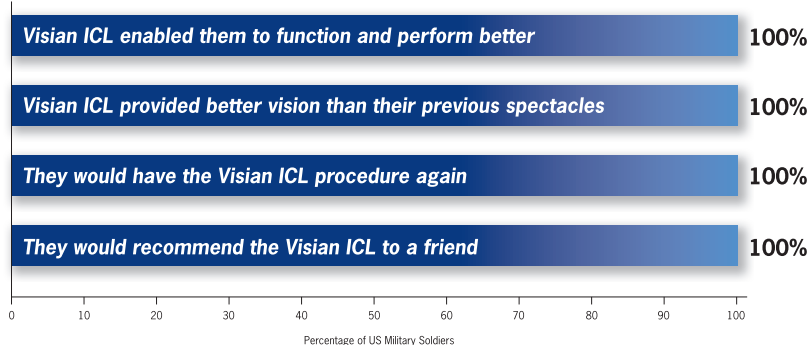 Visian ICL enabled them to function and perform better 100%
Visian ICL provided better vision than their previous spectacles 100%
They would have the Visian ICL procedure again 100%
They would recommend the Visian ICL to a friend 100%
0 10 20 30 40 50 60 70 80 90 100
Percentage of US Military Soldiers